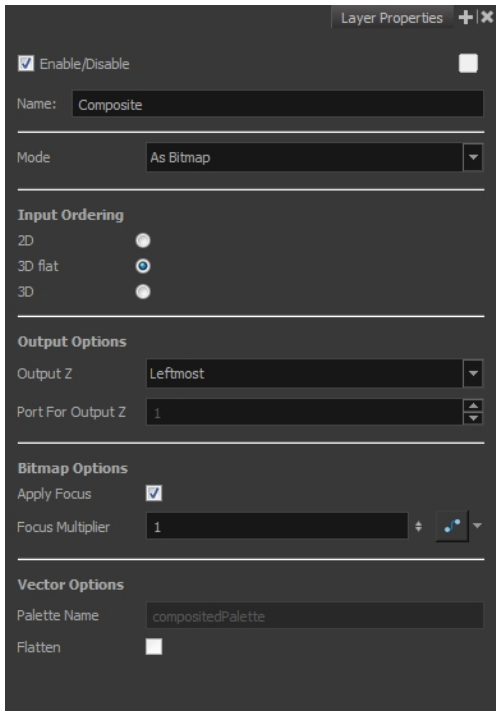 Layer Properties
Enable/Disable
Name: Composite
Mode As Bitmap
Input Ordering
2D
3D flat
3D
Output Options
Output Z Leftmost
Port For Output Z 1
Bitmap Options
Apply Focus
Focus Multiplier 1
Vector Options
Palette Name compositedPalette
Flatten